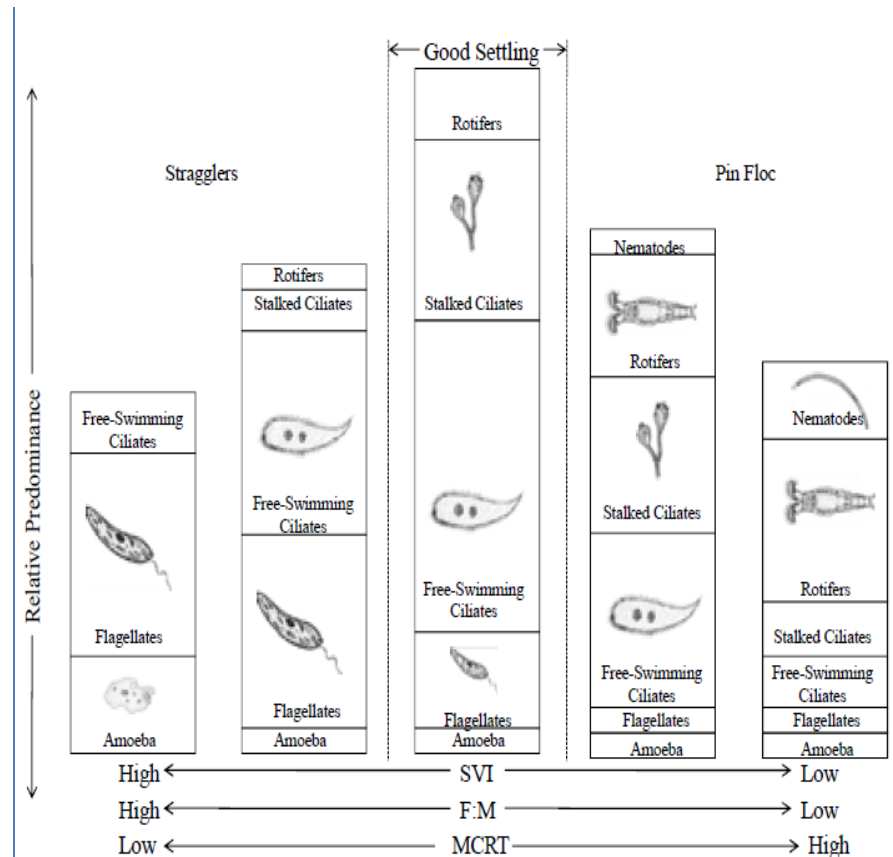 Good Settling
Stragglers
Pin Floc
Relative Predominance
Free-Swimming
Ciliates
Flagellates
Amoeba
Rotifers
Stalked Ciliates
Free-Swimming
Ciliates
Flagellates
Amoeba
Rotifers
Stalked Ciliates
Free-Swimming
Ciliates
Flagellates
Amoeba
Nematodes
Rotifers
Stalked Ciliates
Free-Swimming
Ciliates
Flagellates
Amoeba
Nematodes
Rotifers
Stalked Ciliates
Free-Swimming
Ciliates
Flagellates
Amoeba
High SVI Low
High F:M Low
Low MCRT High